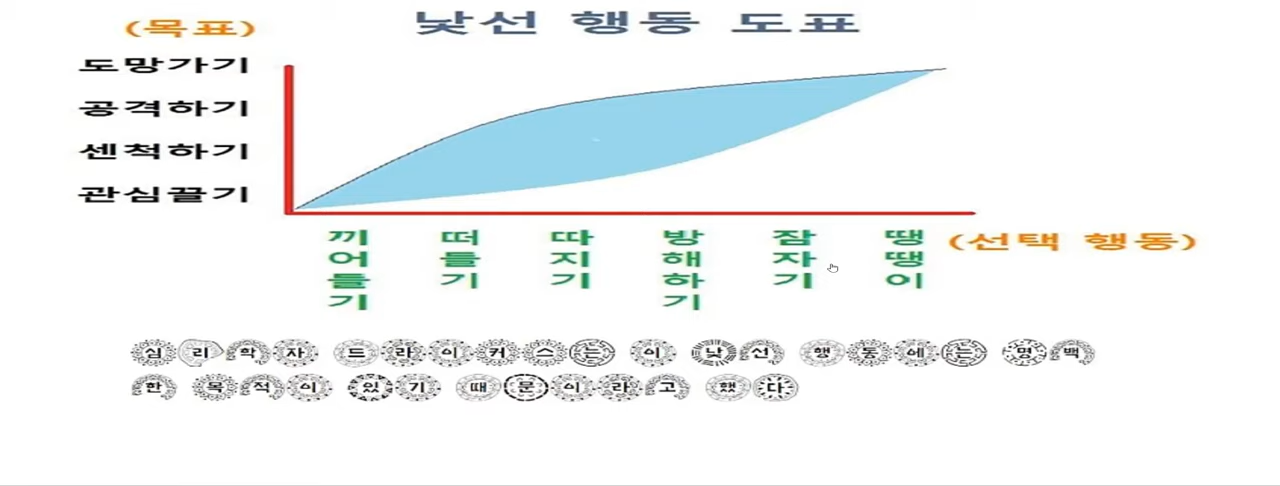 낯선 행동 도표
(목표)
도망가기
공격하기
센척하기
관심끌기
끼어들기
떠들기
따지기
방해하기
잠자기
땡땡이
(선택 행동)
심리학자 드라이커스는 이 낯선 행동에는 명백
한 목적이 있기 때문이라고 했다